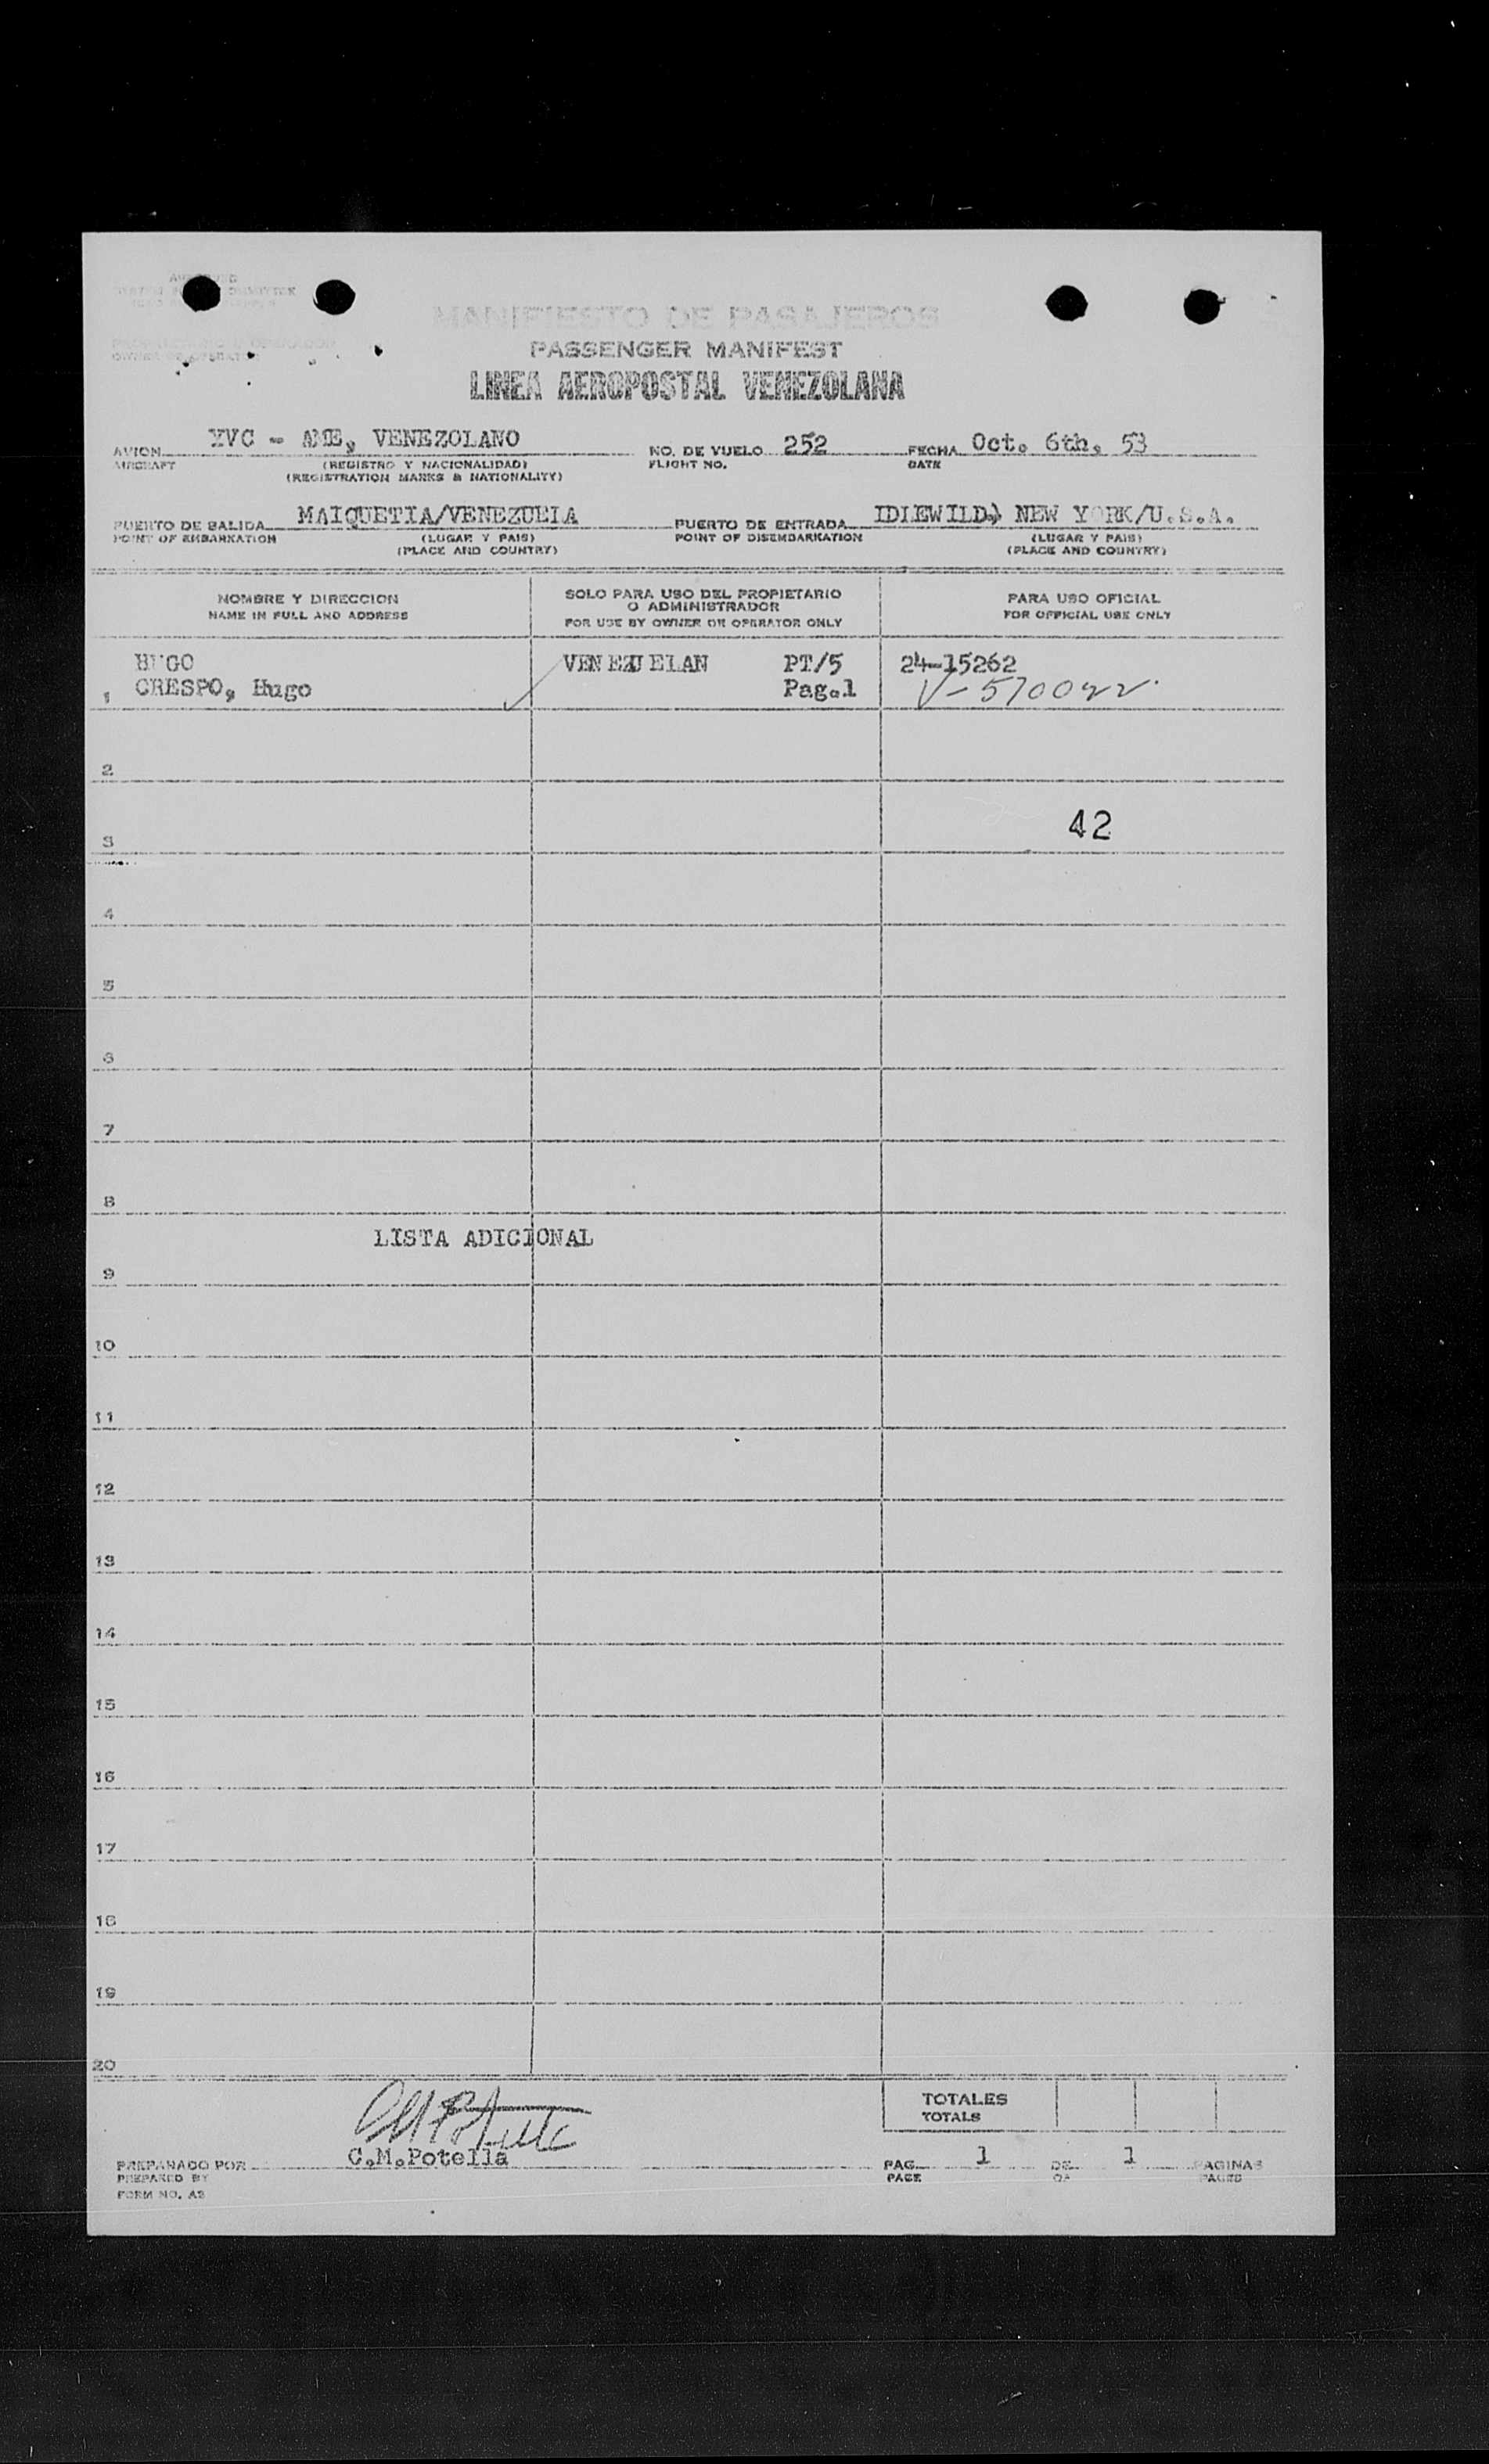 MANIFIESTO DE PASAJEROS
PASSENGER MANIFEST
LINEA AEROPOSTAL VENEZOLANA
AVION YVC - AME, VENEZOLANO NO. DE VUELO 252 FECHA Oct. 6th, 53
AIRCRAFT (REGISTRO Y NACIONALIDAD) FLIGHT NO. DATE
(REGISTRATION MARKS & NATIONALITY)
PUERTO DE SALIDA MAIQUETIA/VENEZUELA PUERTO DE ENTRADA IDLEWILD) NEW YORK/U.S.A.
POINT OF EMBARKATION (LUGAR Y PAIS) POINT OF DISEMBARKATION (LUGAR Y PAIS)
(PLACE AND COUNTRY) (PLACE AND COUNTRY)
NOMBRE Y DIRECCION SOLO PARA USO DEL PROPIETARIO PARA USO OFICIAL
O ADMINISTRADOR
NAME IN FULL AND ADDRESS FOR USE BY OWNER OR OPERATOR ONLY FOR OFFICIAL USE ONLY
HUGO VENEZUELAN PT/5 24-15262
1 CRESPO, Hugo Pag.1 V-570022
2
3 42
4
5
6
7
8
LISTA ADICIONAL
9
10
11
12
13
14
15
16
17
18
19
20
TOTALES
TOTALS
PREPARADO POR C.M.Potella PAG. 1 DE 1 PAGINAS
PREPARED BY PAGE OF PAGES
FORM NO. A2